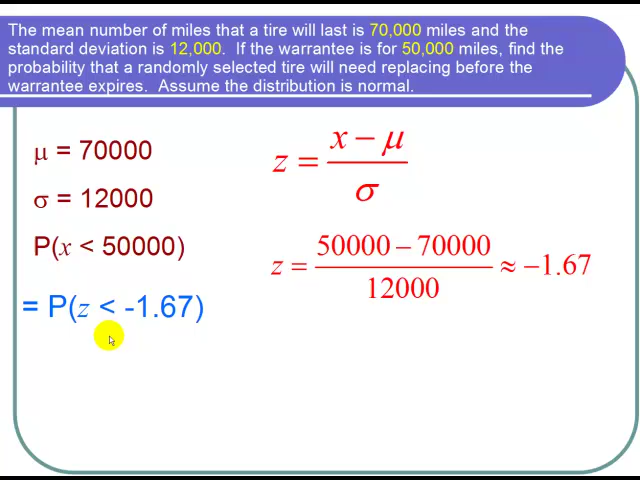 The mean number of miles that a tire will last is 70,000 miles and the
standard deviation is 12,000.  If the warrantee is for 50,000 miles, find the
probability that a randomly selected tire will need replacing before the
warrantee expires.  Assume the distribution is normal.
μ = 70000
σ = 12000
P(x < 50000)
= P(z < -1.67)
z = (x − μ) / σ
z = (50000 − 70000) / 12000 ≈ −1.67